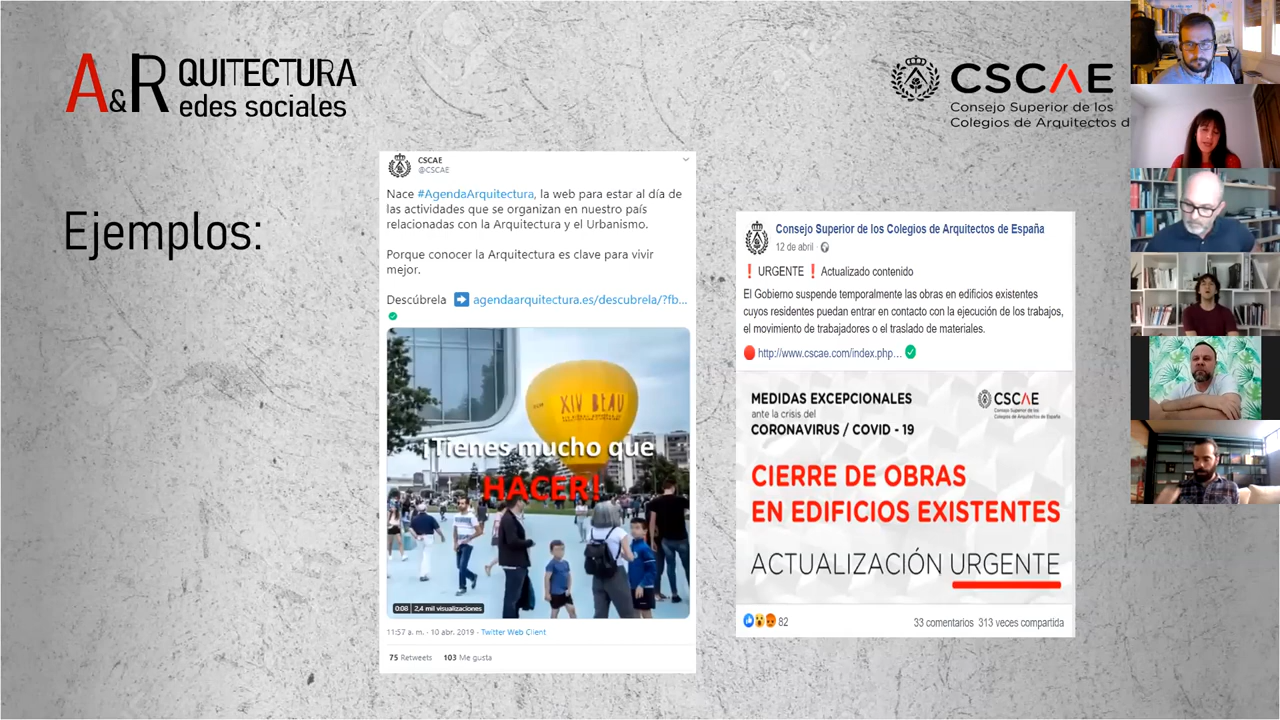 A&R QUITECTURA
edes sociales
CSCAE
Consejo Superior de los
Colegios de Arquitectos d
Ejemplos:
CSCAE
@CSCAE
Nace #AgendaArquitectura, la web para estar al día de
las actividades que se organizan en nuestro país
relacionadas con la Arquitectura y el Urbanismo.
Porque conocer la Arquitectura es clave para vivir
mejor.
Descúbrela ➡ agendaarquitectura.es/descubrela/?fb...
XIV BEAU
¡Tienes mucho que
HACER!
0:08 2,4 mil visualizaciones
11:57 a. m. · 10 abr. 2019 · Twitter Web Client
75 Retweets 103 Me gusta
Consejo Superior de los Colegios de Arquitectos de España
12 de abril ·
❗ URGENTE ❗ Actualizado contenido
El Gobierno suspende temporalmente las obras en edificios existentes
cuyos residentes puedan entrar en contacto con la ejecución de los trabajos,
el movimiento de trabajadores o el traslado de materiales.
🔴 http://www.cscae.com/index.php...
MEDIDAS EXCEPCIONALES
ante la crisis del
CORONAVIRUS / COVID - 19
CSCAE
Consejo Superior de los
Colegios de Arquitectos de España
CIERRE DE OBRAS
EN EDIFICIOS EXISTENTES
ACTUALIZACIÓN URGENTE
82
33 comentarios 313 veces compartida